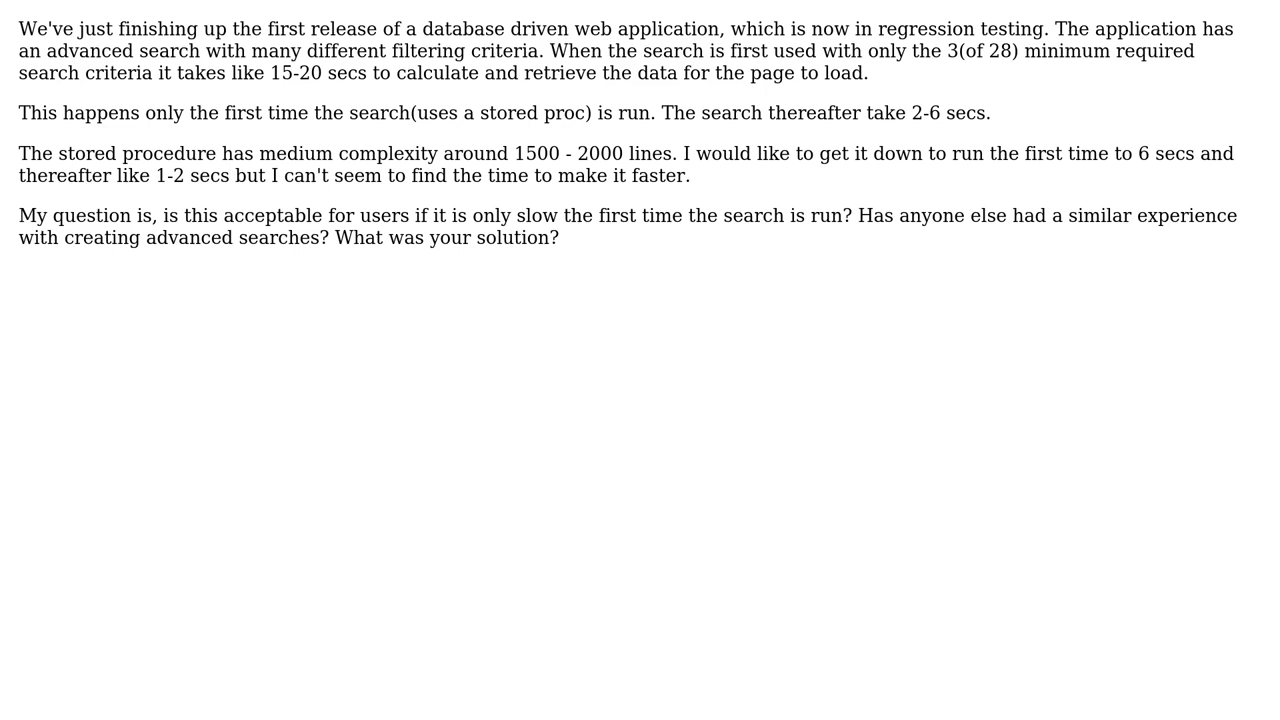 We've just finishing up the first release of a database driven web application, which is now in regression testing. The application has
an advanced search with many different filtering criteria. When the search is first used with only the 3(of 28) minimum required
search criteria it takes like 15-20 secs to calculate and retrieve the data for the page to load.
This happens only the first time the search(uses a stored proc) is run. The search thereafter take 2-6 secs.
The stored procedure has medium complexity around 1500 - 2000 lines. I would like to get it down to run the first time to 6 secs and
thereafter like 1-2 secs but I can't seem to find the time to make it faster.
My question is, is this acceptable for users if it is only slow the first time the search is run? Has anyone else had a similar experience
with creating advanced searches? What was your solution?